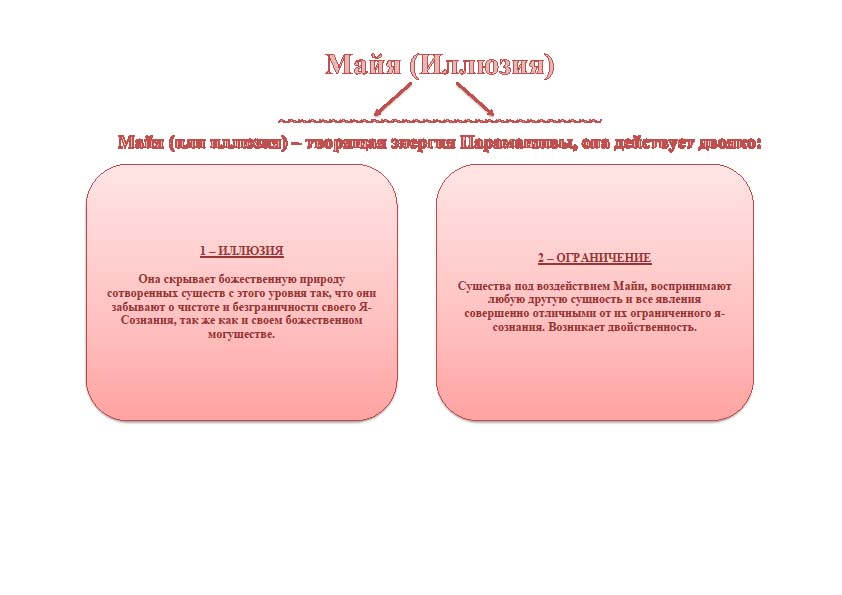 Майя (Иллюзия)
Майя (или иллюзия) – творящая энергия Парамашивы, она действует двояко:
1 – ИЛЛЮЗИЯ
Она скрывает божественную природу
сотворенных существ с этого уровня так, что они
забывают о чистоте и безграничности своего Я-
Сознания, так же как и своем божественном
могуществе.
2 – ОГРАНИЧЕНИЕ
Существа под воздействием Майи, воспринимают
любую другую сущность и все явления
совершенно отличными от их ограниченного я-
сознания. Возникает двойственность.